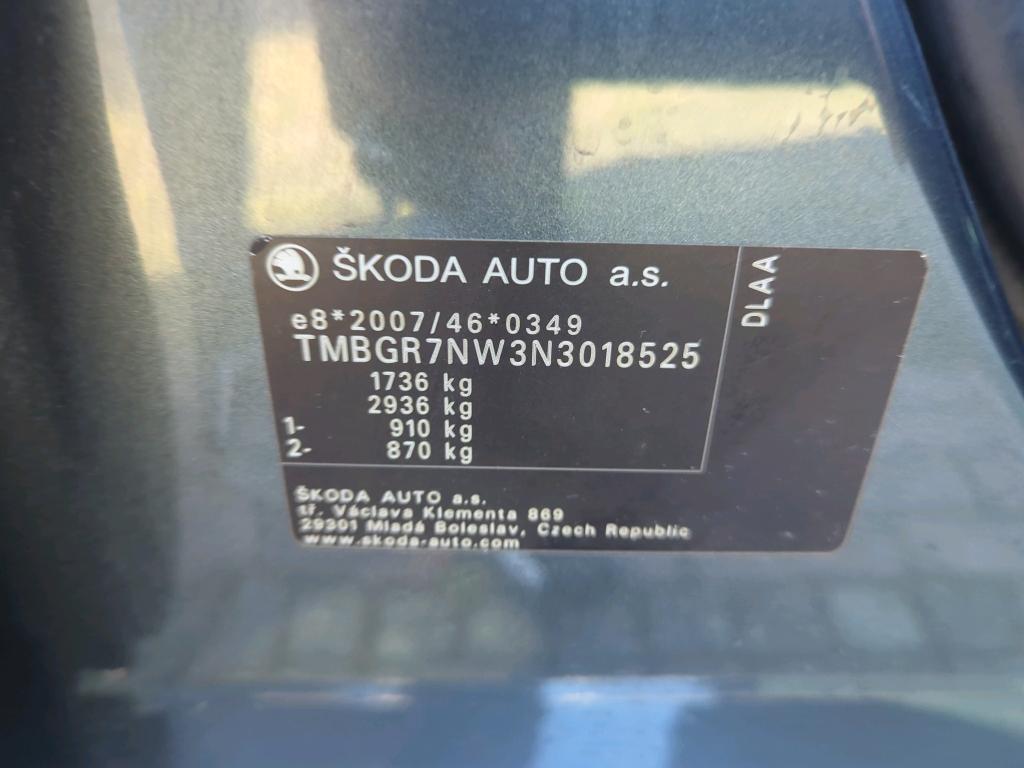 ŠKODA AUTO a.s.
DLAA
e8*2007/46*0349
TMBGR7NW3N3018525
1736 kg
2936 kg
1- 910 kg
2- 870 kg
ŠKODA AUTO a.s.
tř. Václava Klementa 869
29301 Mladá Boleslav, Czech Republic
www.skoda-auto.com